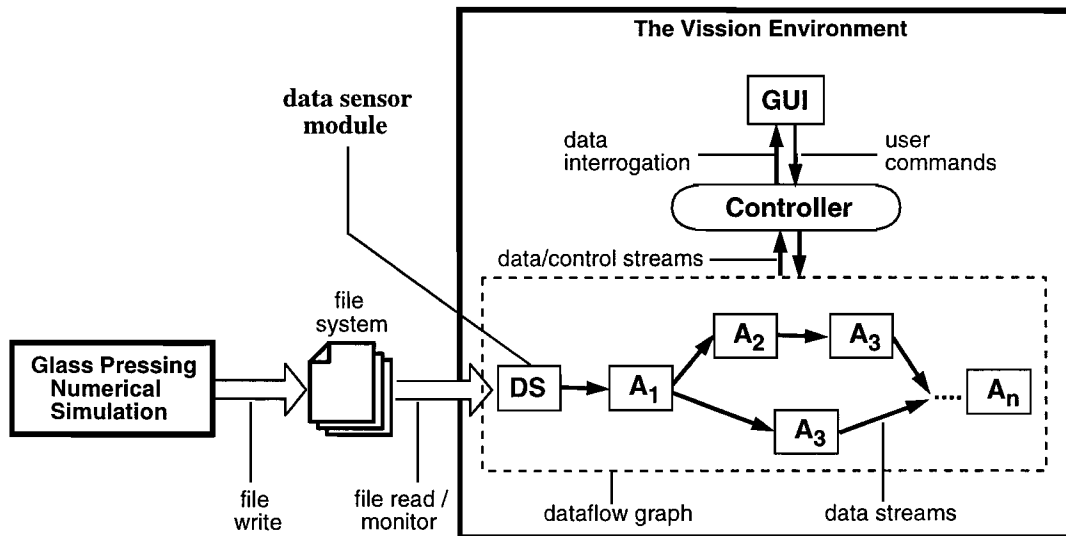 The Vission Environment
data sensor
module
GUI
data
interrogation
user
commands
Controller
data/control streams
file
system
Glass Pressing
Numerical
Simulation
DS
A1
A2
A3
A3
....
An
file
write
file read /
monitor
dataflow graph
data streams